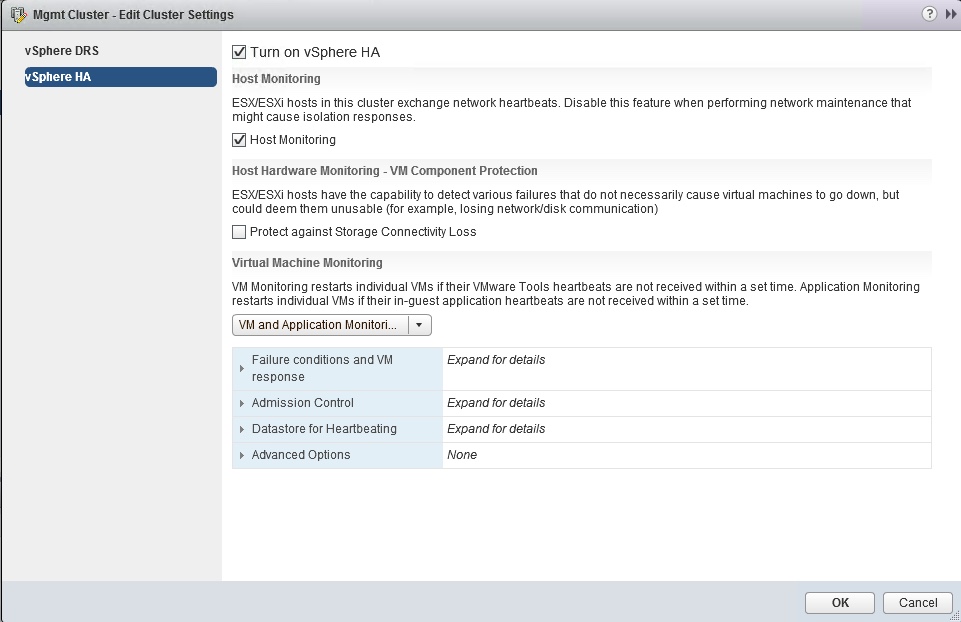 Mgmt Cluster - Edit Cluster Settings
?
vSphere DRS
vSphere HA
Turn on vSphere HA
Host Monitoring
ESX/ESXi hosts in this cluster exchange network heartbeats. Disable this feature when performing network maintenance that
might cause isolation responses.
Host Monitoring
Host Hardware Monitoring - VM Component Protection
ESX/ESXi hosts have the capability to detect various failures that do not necessarily cause virtual machines to go down, but
could deem them unusable (for example, losing network/disk communication)
Protect against Storage Connectivity Loss
Virtual Machine Monitoring
VM Monitoring restarts individual VMs if their VMware Tools heartbeats are not received within a set time. Application Monitoring
restarts individual VMs if their in-guest application heartbeats are not received within a set time.
VM and Application Monitori...
Failure conditions and VM
response
Expand for details
Admission Control Expand for details
Datastore for Heartbeating Expand for details
Advanced Options None
OK Cancel